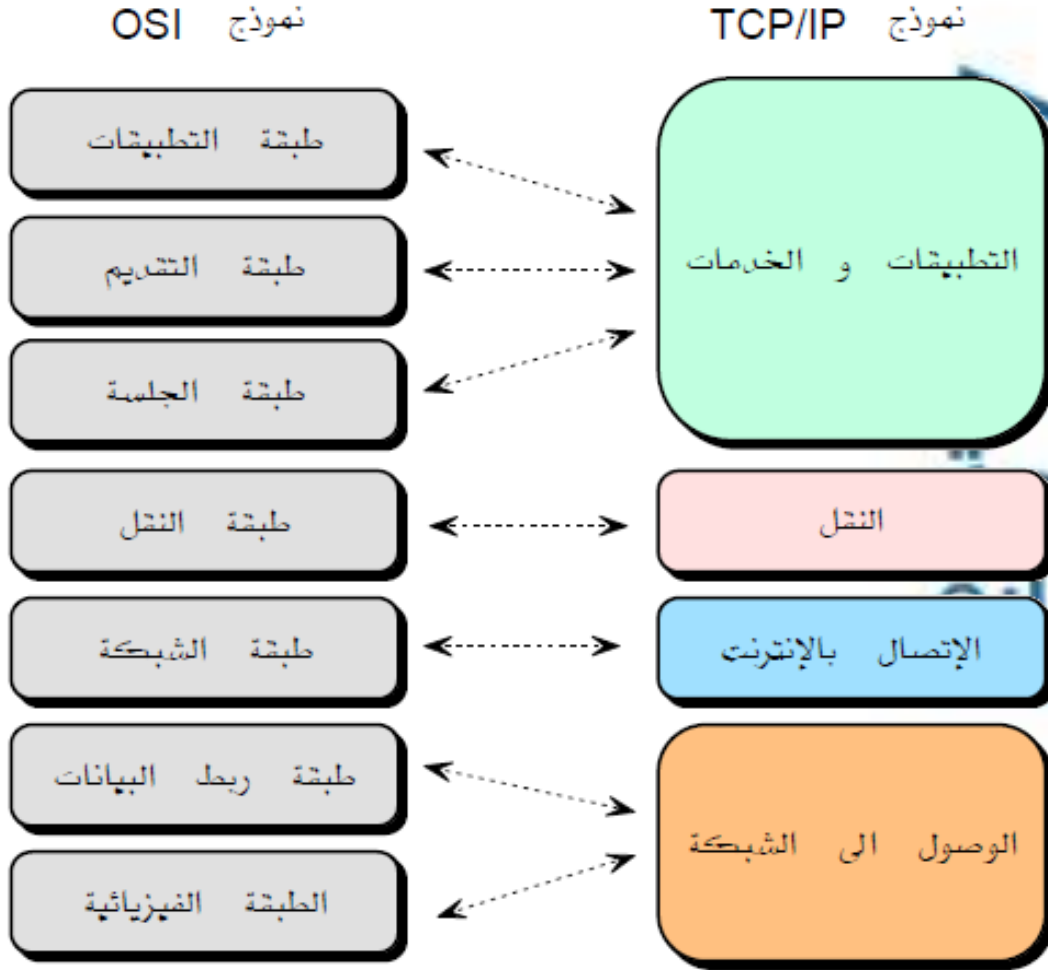 نموذج OSI
نموذج TCP/IP
طبقة التطبيقات
طبقة التقديم
طبقة الجلسة
التطبيقات و الخدمات
طبقة النقل
النقل
طبقة الشبكة
الإتصال بالإنترنت
طبقة ربط البيانات
الطبقة الفيزيائية
الوصول الى الشبكة